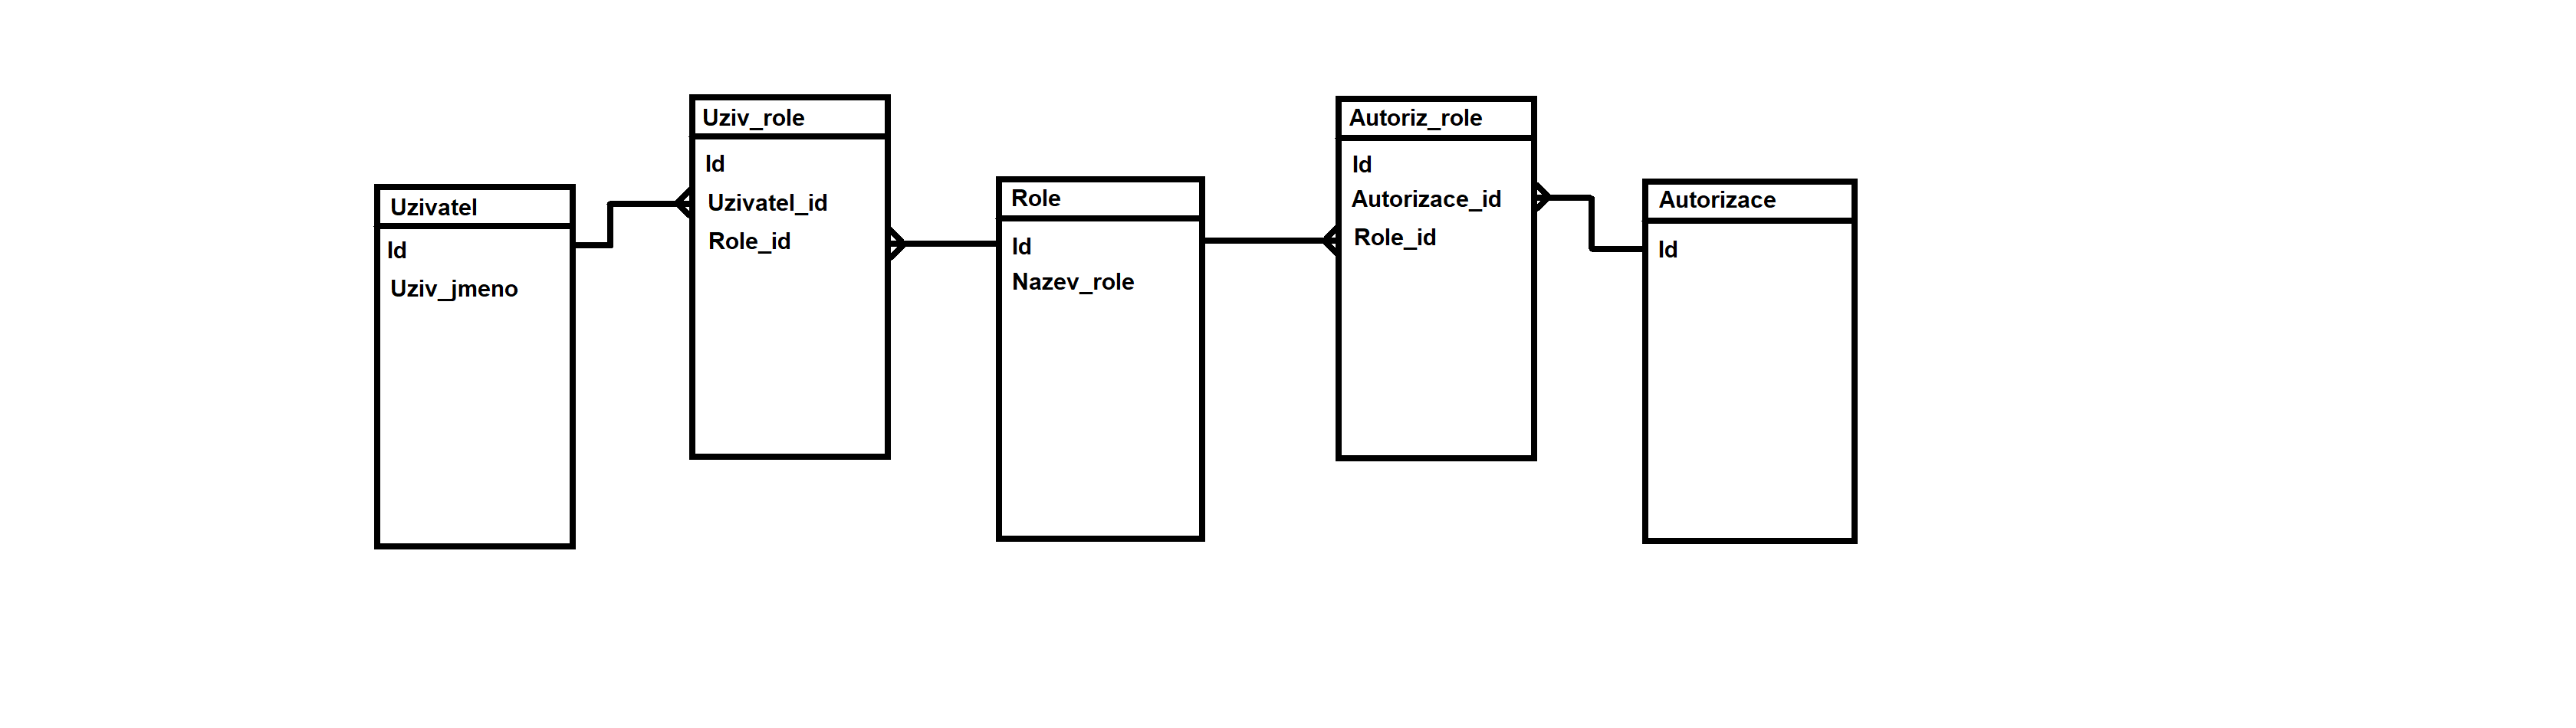 Uzivatel
Id
Uziv_jmeno
Uziv_role
Id
Uzivatel_id
Role_id
Role
Id
Nazev_role
Autoriz_role
Id
Autorizace_id
Role_id
Autorizace
Id